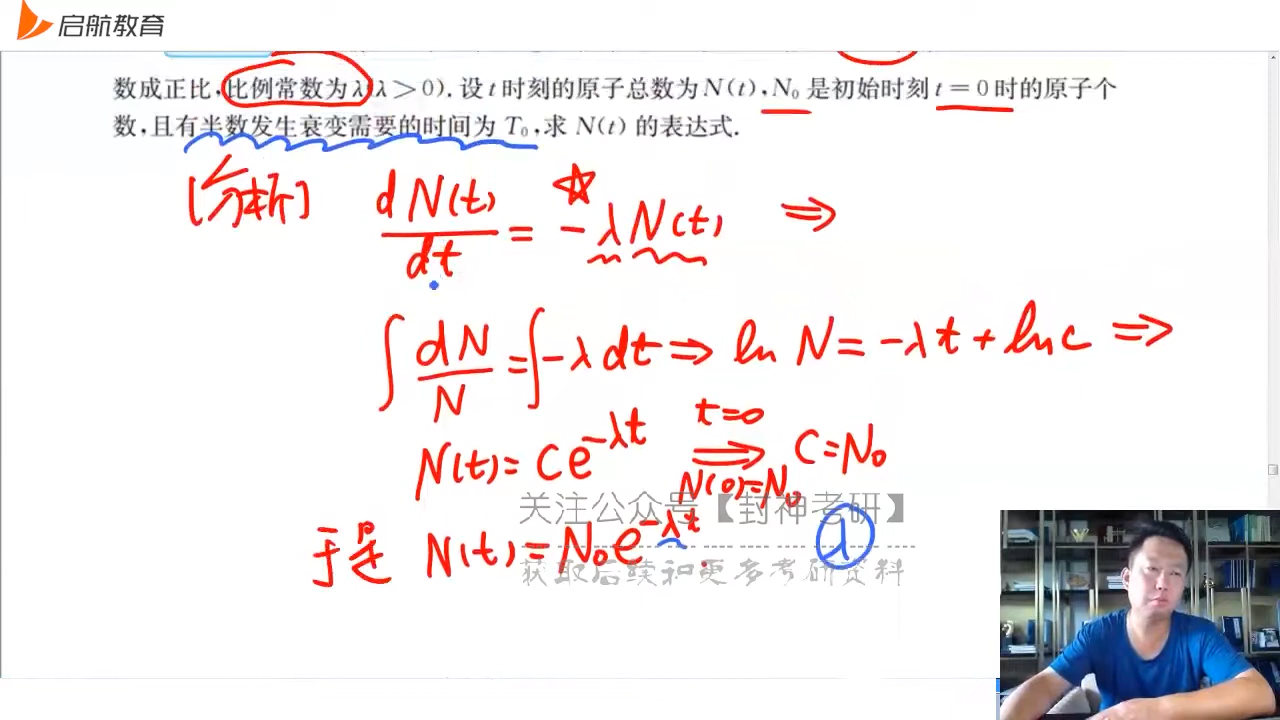 启航教育
数成正比,比例常数为λ(λ>0).设t时刻的原子总数为N(t),N₀是初始时刻t=0时的原子个
数,且有半数发生衰变需要的时间为T₀,求N(t)的表达式.
[分析] dN(t)/dt = -λN(t) ⇒
∫dN/N = ∫-λdt ⇒ ln N = -λt + ln c ⇒
N(t) = Ce^{-λt} ⇒ t=0 N(0)=N₀ C=N₀
关注公众号【封神考研】
于是 N(t) = N₀e^{-λt}. λ
获取后续和更多考研资料